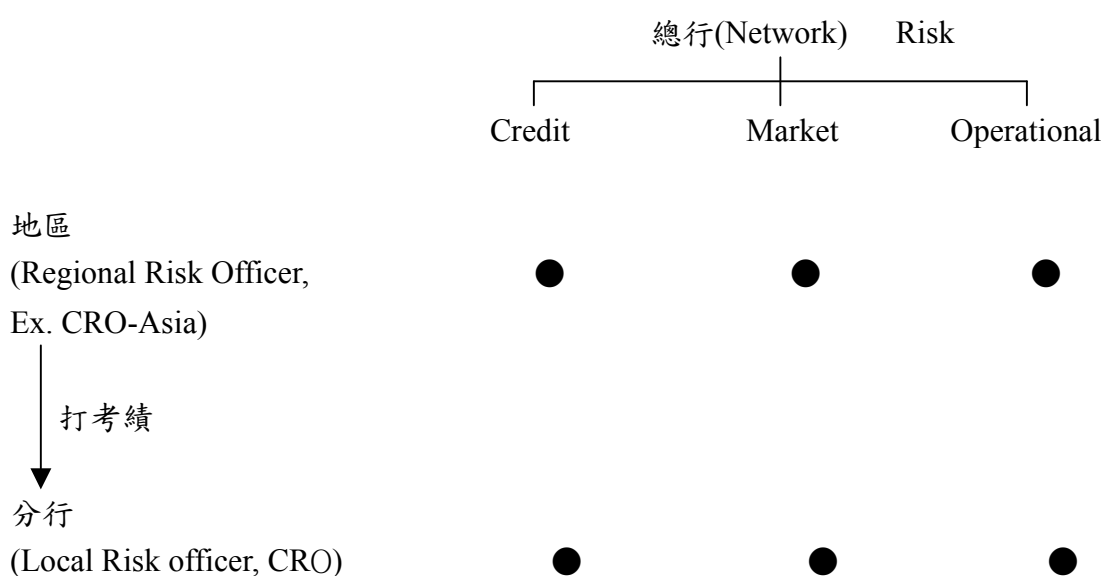 總行(Network) Risk
Credit Market Operational
地區
(Regional Risk Officer,
Ex. CRO-Asia)
打考績
分行
(Local Risk officer, CRO)